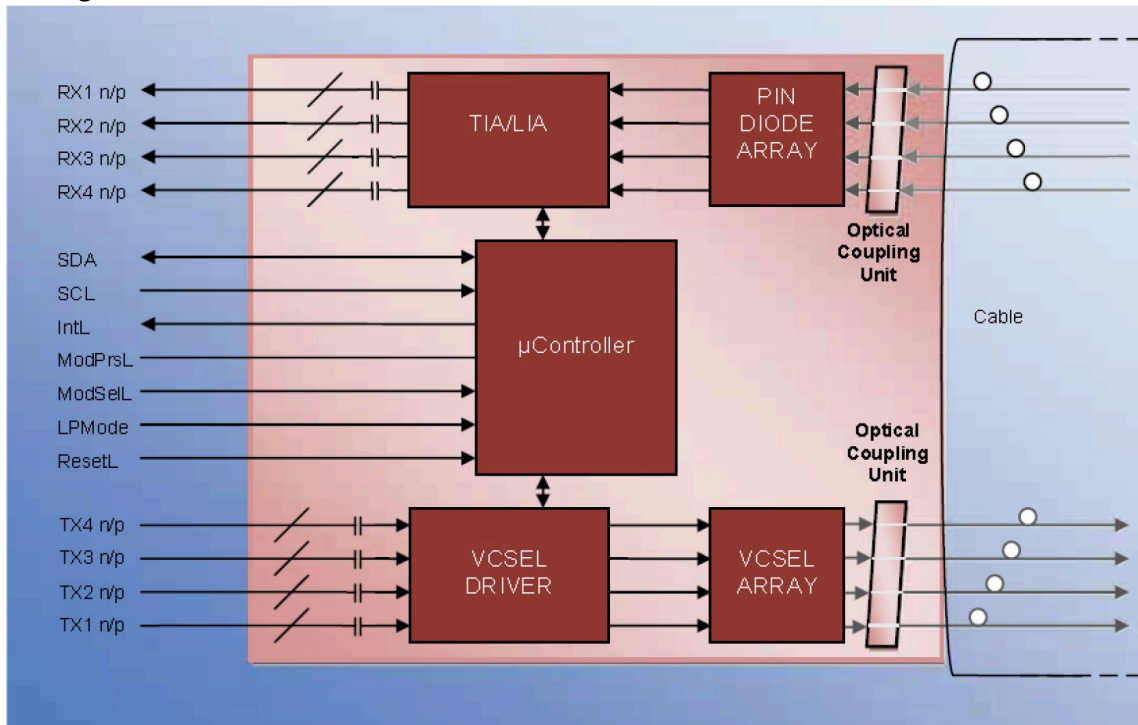 RX1 n/p
RX2 n/p
RX3 n/p
RX4 n/p
TIA/LIA
PIN
DIODE
ARRAY
Optical
Coupling
Unit
SDA
SCL
IntL
ModPrsL
ModSelL
LPMode
ResetL
µController
Cable
Optical
Coupling
Unit
TX4 n/p
TX3 n/p
TX2 n/p
TX1 n/p
VCSEL
DRIVER
VCSEL
ARRAY